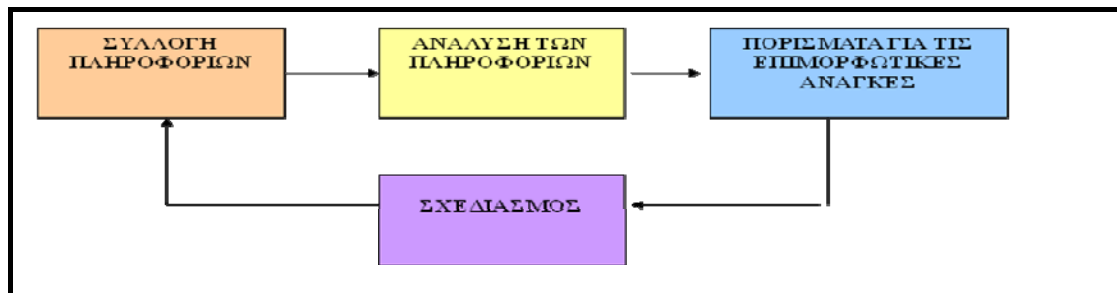 ΣΥΛΛΟΓΗ
ΠΛΗΡΟΦΟΡΙΩΝ
ΑΝΑΛΥΣΗ ΤΩΝ
ΠΛΗΡΟΦΟΡΙΩΝ
ΠΟΡΙΣΜΑΤΑ ΓΙΑ ΤΙΣ
ΕΠΙΜΟΡΦΩΤΙΚΕΣ
ΑΝΑΓΚΕΣ
ΣΧΕΔΙΑΣΜΟΣ